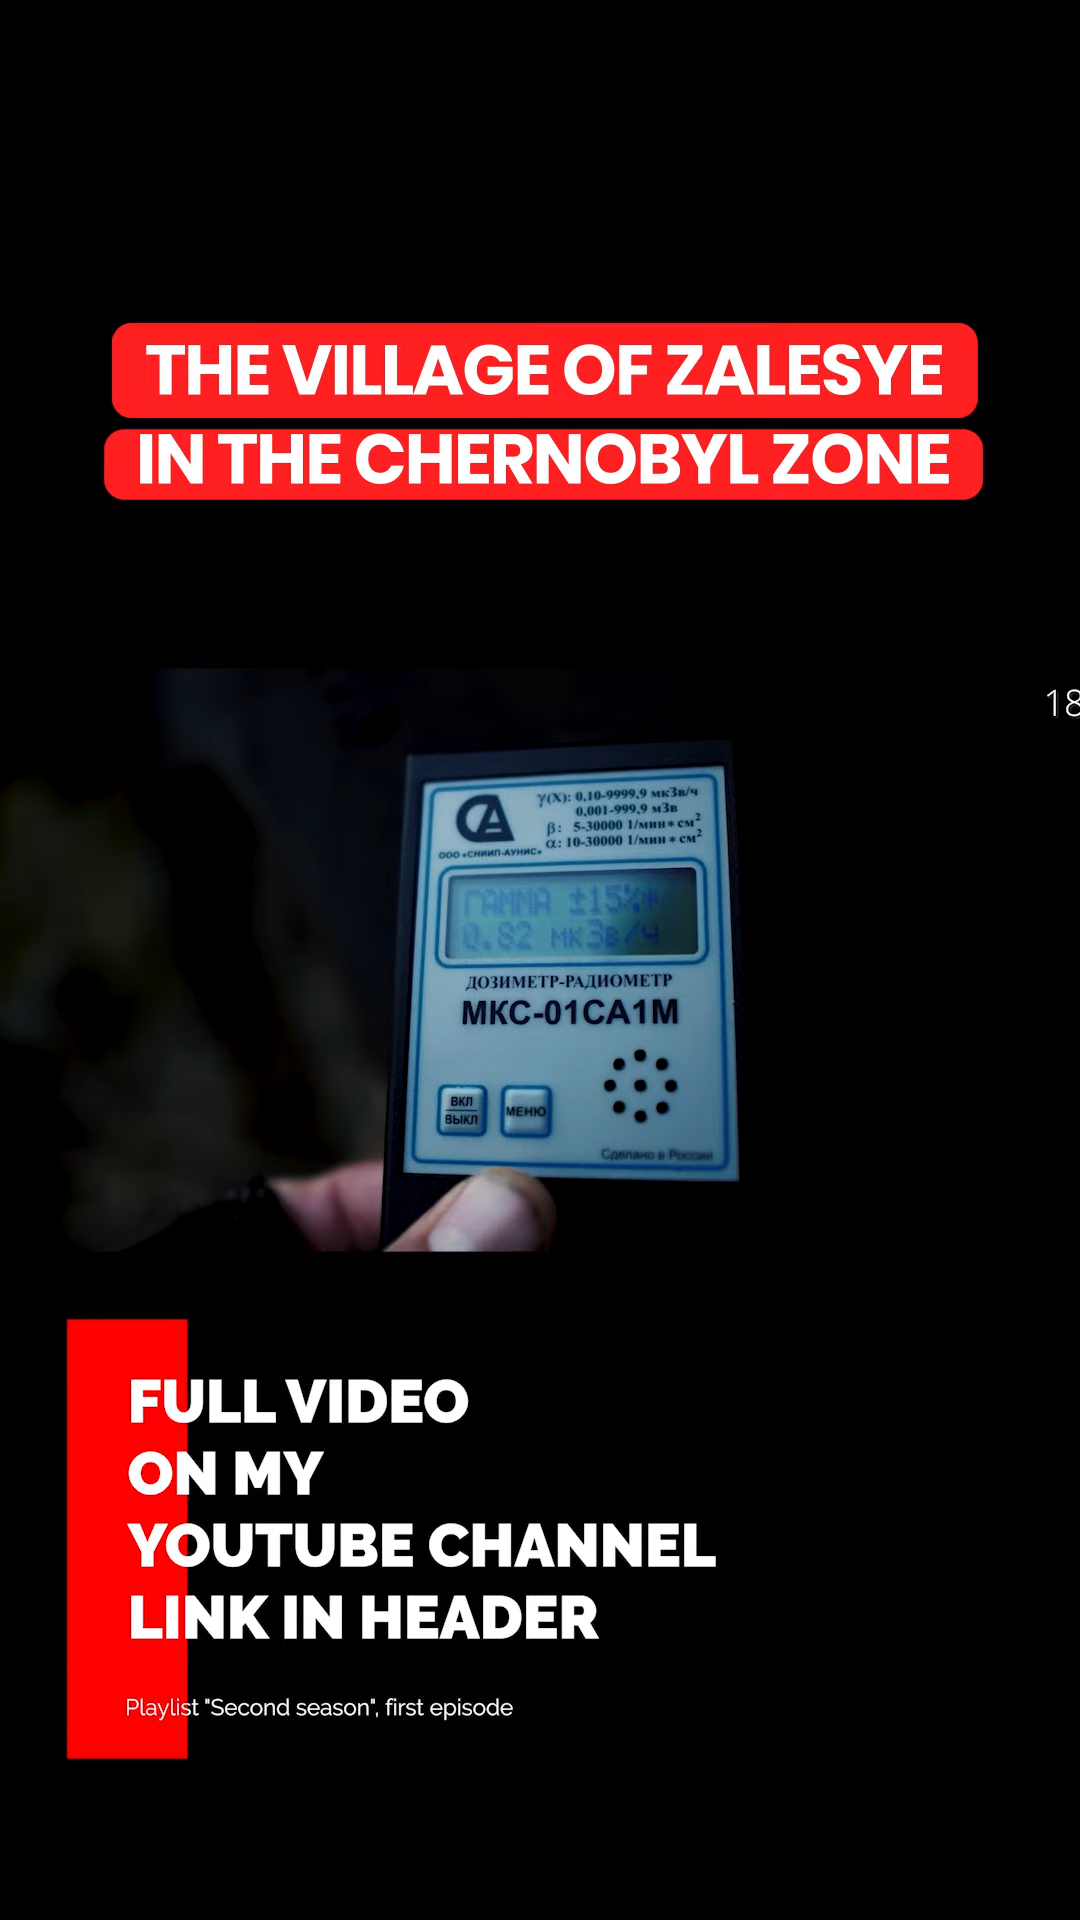 THE VILLAGE OF ZALESYE
IN THE CHERNOBYL ZONE
18
γ(X): 0,10-9999,9 мкЗв/ч
0,001-999,9 мЗв
β: 5-30000 1/мин*см²
α: 10-30000 1/мин*см²
ООО «СНИИП-АУНИС»
ГАММА ±15%*
0.82 мкЗв/ч
ДОЗИМЕТР-РАДИОМЕТР
МКС-01СА1М
ВКЛ
ВЫКЛ
МЕНЮ
Сделано в России
FULL VIDEO
ON MY
YOUTUBE CHANNEL
LINK IN HEADER
Playlist "Second season", first episode